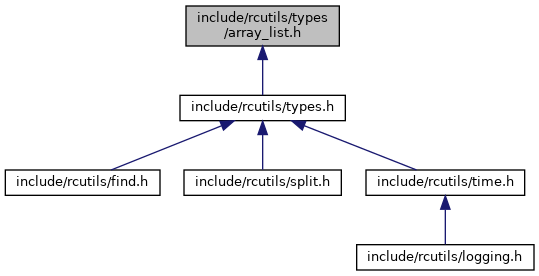 include/rcutils/types
/array_list.h
include/rcutils/types.h
include/rcutils/find.h
include/rcutils/split.h
include/rcutils/time.h
include/rcutils/logging.h